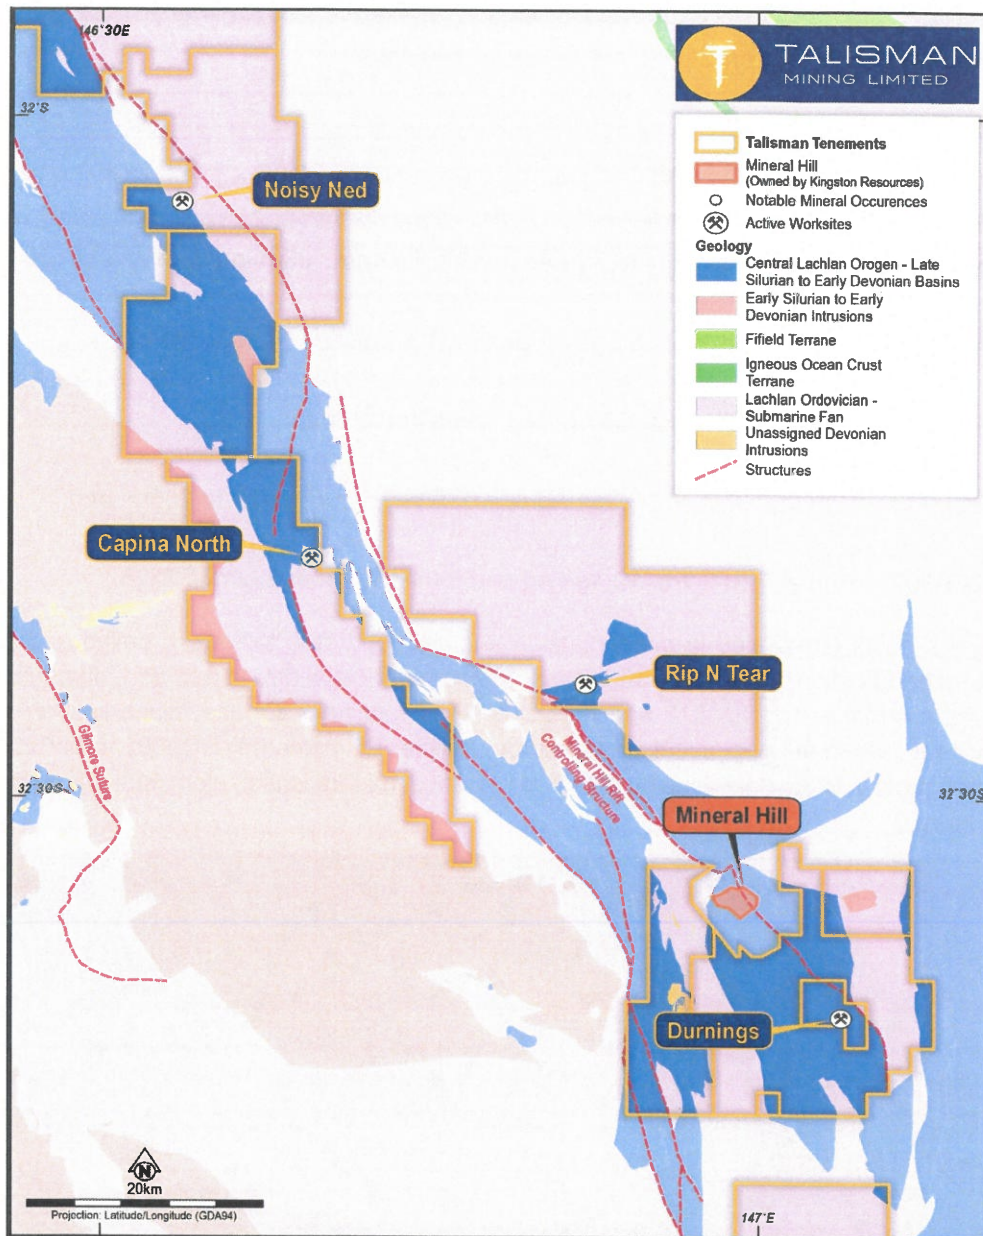 146°30E
32°S
TALISMAN
MINING LIMITED
Talisman Tenements
Mineral Hill
(Owned by Kingston Resources)
Notable Mineral Occurences
Active Worksites
Geology
Central Lachlan Orogen - Late
Silurian to Early Devonian Basins
Early Silurian to Early
Devonian Intrusions
Fifield Terrane
Igneous Ocean Crust
Terrane
Lachlan Ordovician -
Submarine Fan
Unassigned Devonian
Intrusions
Structures
Noisy Ned
Capina North
Rip N Tear
Gilmore Suture
Mineral Hill Rift
Controlling Structure
32°30S
32°30S
Mineral Hill
Durnings
N
20km
Projection: Latitude/Longitude (GDA94)
147°E